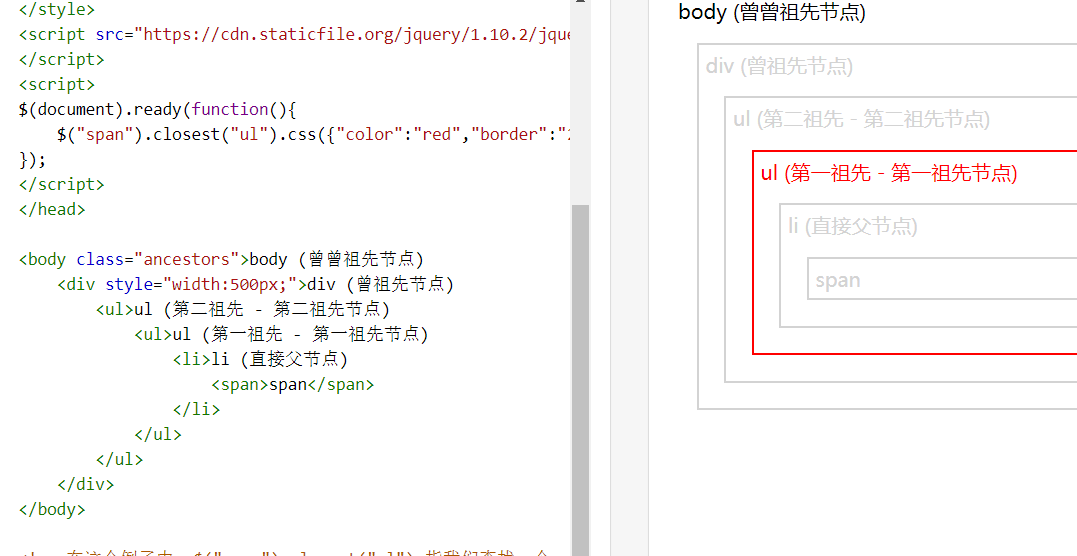 </style>
<script src="https://cdn.staticfile.org/jquery/1.10.2/jque
</script>
<script>
$(document).ready(function(){
    $("span").closest("ul").css({"color":"red","border":"2
});
</script>
</head>
<body class="ancestors">body (曾曾祖先节点)
    <div style="width:500px;">div (曾祖先节点)
        <ul>ul (第二祖先 - 第二祖先节点)
            <ul>ul (第一祖先 - 第一祖先节点)
                <li>li (直接父节点)
                    <span>span</span>
                </li>
            </ul>
        </ul>
    </div>
</body>
body (曾曾祖先节点)
div (曾祖先节点)
ul (第二祖先 - 第二祖先节点)
ul (第一祖先 - 第一祖先节点)
li (直接父节点)
span